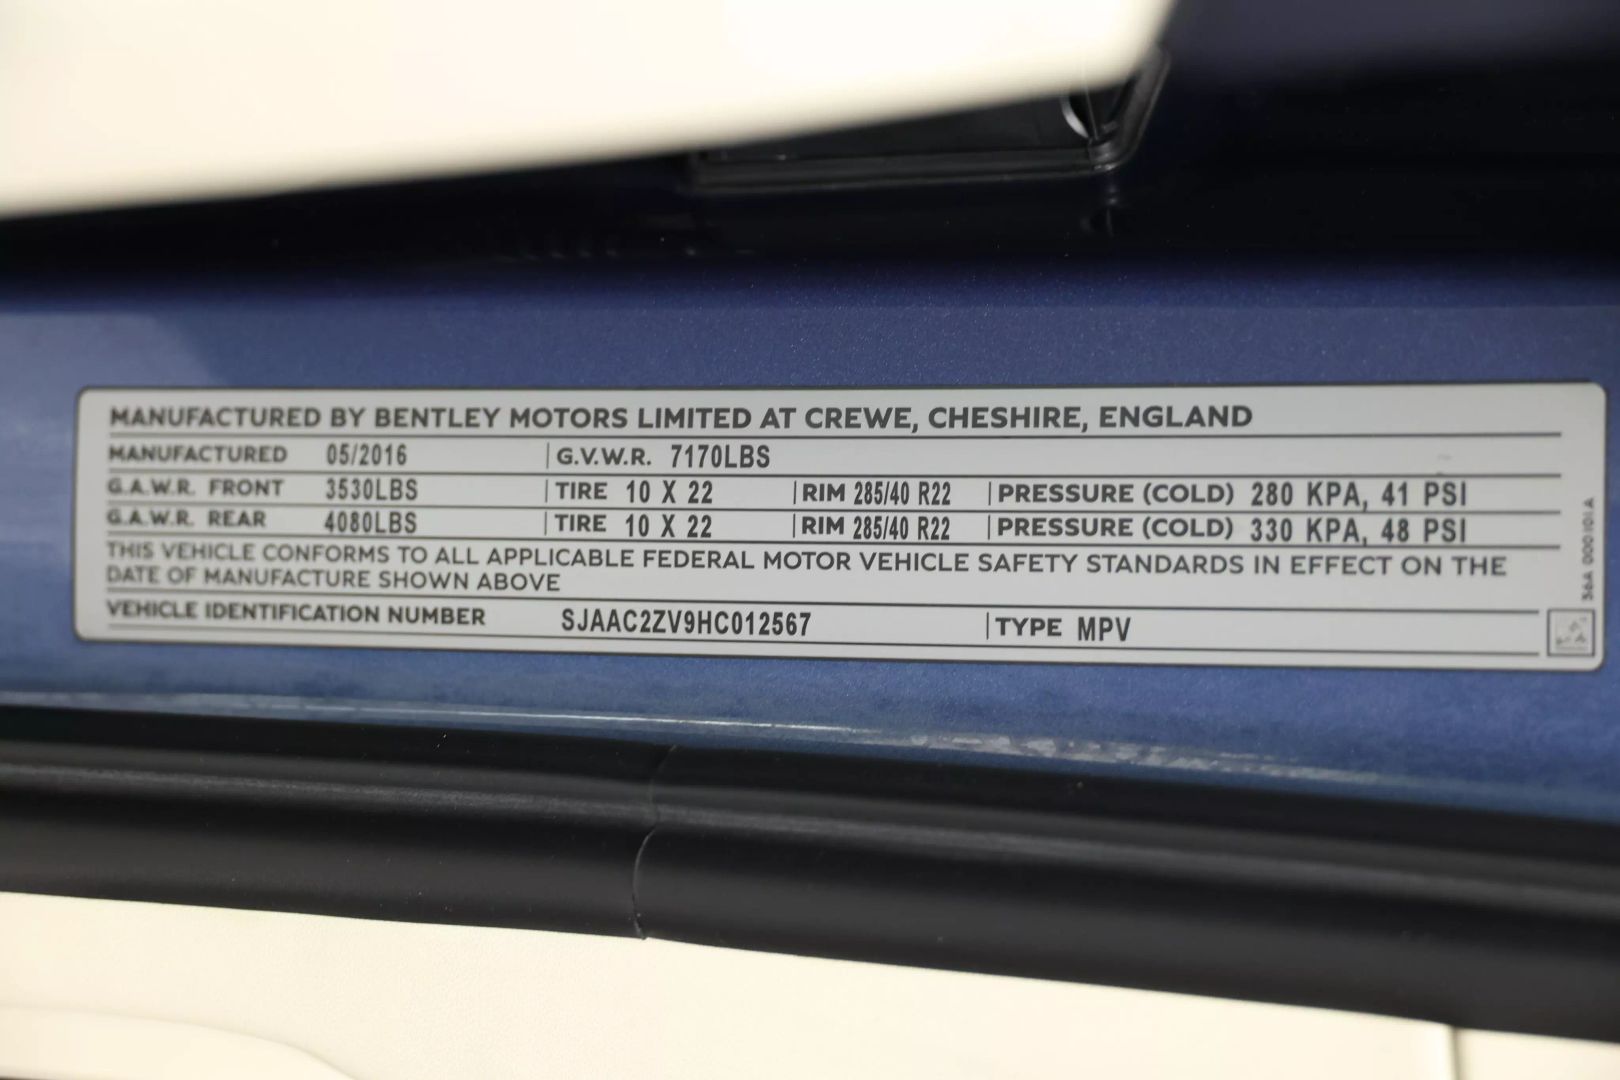 MANUFACTURED BY BENTLEY MOTORS LIMITED AT CREWE, CHESHIRE, ENGLAND
MANUFACTURED 05/2016 G.V.W.R. 7170LBS
G.A.W.R. FRONT 3530LBS TIRE 10 X 22 RIM 285/40 R22 PRESSURE (COLD) 280 KPA, 41 PSI
G.A.W.R. REAR 4080LBS TIRE 10 X 22 RIM 285/40 R22 PRESSURE (COLD) 330 KPA, 48 PSI
THIS VEHICLE CONFORMS TO ALL APPLICABLE FEDERAL MOTOR VEHICLE SAFETY STANDARDS IN EFFECT ON THE
DATE OF MANUFACTURE SHOWN ABOVE
VEHICLE IDENTIFICATION NUMBER SJAAC2ZV9HC012567 TYPE MPV
36A 000 101 A